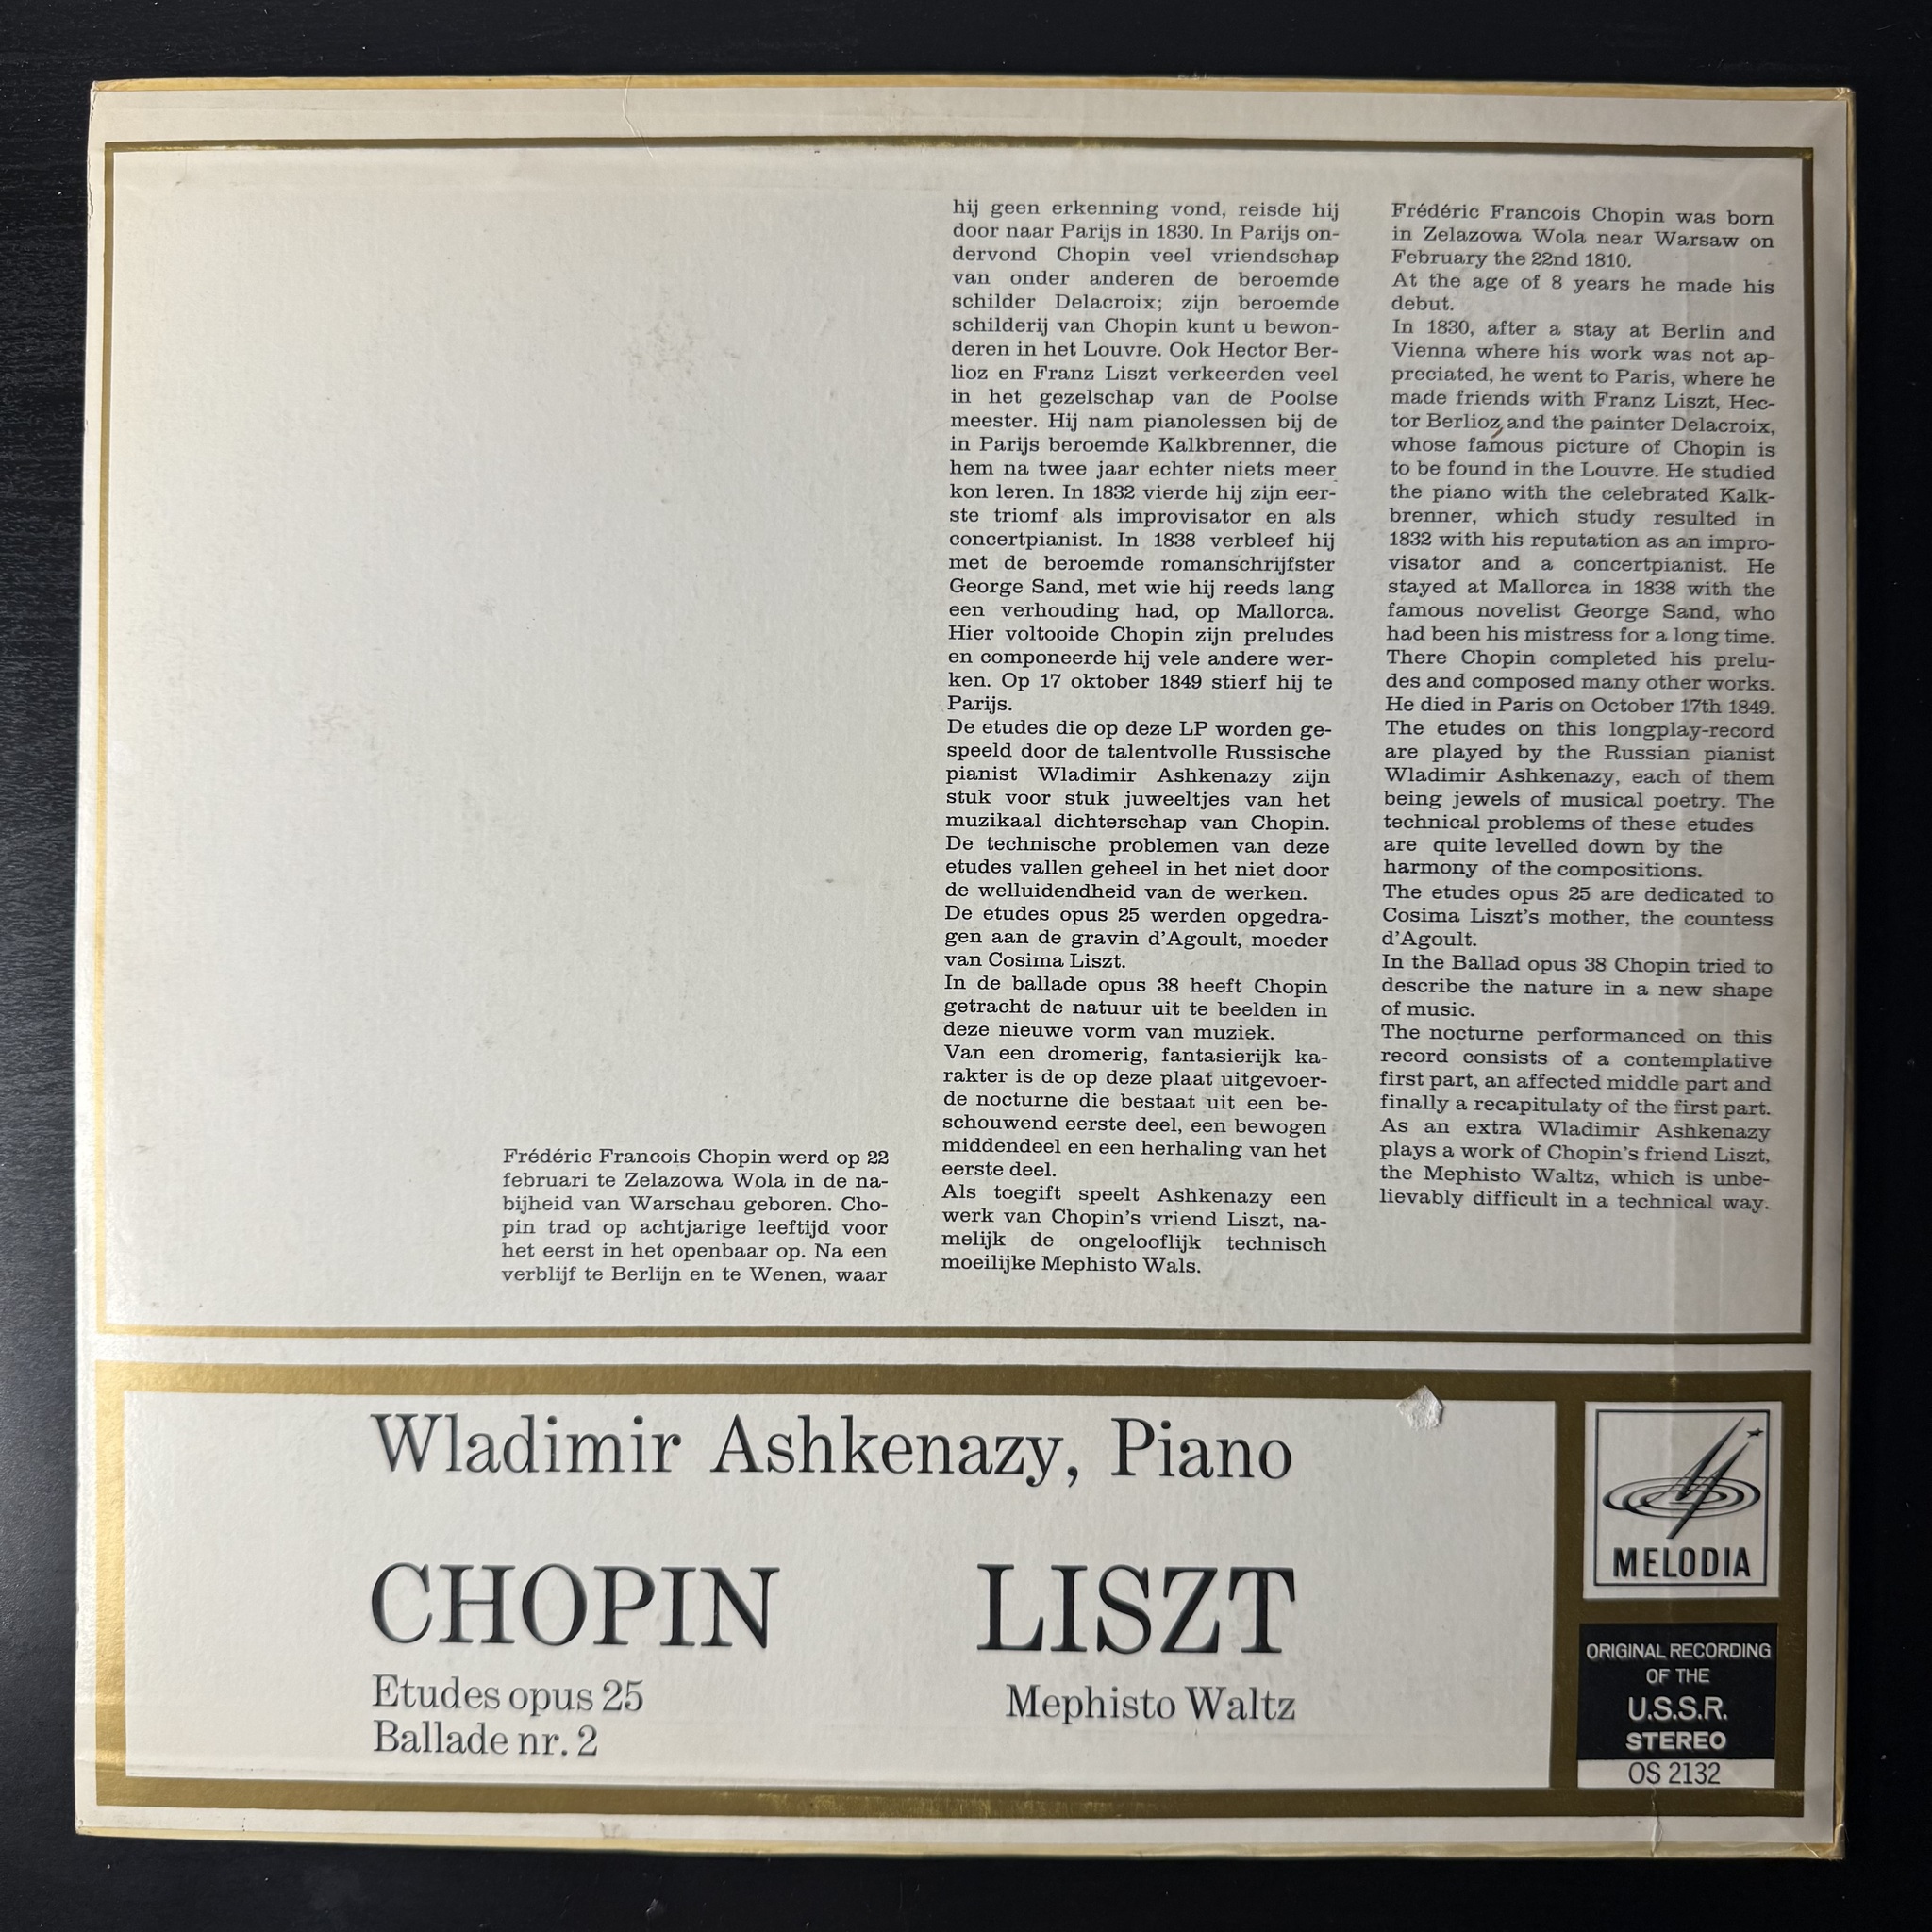 Frédéric Francois Chopin werd op 22
februari te Zelazowa Wola in de na-
bijheid van Warschau geboren. Cho-
pin trad op achtjarige leeftijd voor
het eerst in het openbaar op. Na een
verblijf te Berlijn en te Wenen, waar
hij geen erkenning vond, reisde hij
door naar Parijs in 1830. In Parijs on-
dervond Chopin veel vriendschap
van onder anderen de beroemde
schilder Delacroix; zijn beroemde
schilderij van Chopin kunt u bewon-
deren in het Louvre. Ook Hector Ber-
lioz en Franz Liszt verkeerden veel
in het gezelschap van de Poolse
meester. Hij nam pianolessen bij de
in Parijs beroemde Kalkbrenner, die
hem na twee jaar echter niets meer
kon leren. In 1832 vierde hij zijn eer-
ste triomf als improvisator en als
concertpianist. In 1838 verbleef hij
met de beroemde romanschrijfster
George Sand, met wie hij reeds lang
een verhouding had, op Mallorca.
Hier voltooide Chopin zijn preludes
en componeerde hij vele andere wer-
ken. Op 17 oktober 1849 stierf hij te
Parijs.
De etudes die op deze LP worden ge-
speeld door de talentvolle Russische
pianist Wladimir Ashkenazy zijn
stuk voor stuk juweeltjes van het
muzikaal dichterschap van Chopin.
De technische problemen van deze
etudes vallen geheel in het niet door
de welluidendheid van de werken.
De etudes opus 25 werden opgedra-
gen aan de gravin d'Agoult, moeder
van Cosima Liszt.
In de ballade opus 38 heeft Chopin
getracht de natuur uit te beelden in
deze nieuwe vorm van muziek.
Van een dromerig, fantasierijk ka-
rakter is de op deze plaat uitgevoer-
de nocturne die bestaat uit een be-
schouwend eerste deel, een bewogen
middendeel en een herhaling van het
eerste deel.
Als toegift speelt Ashkenazy een
werk van Chopin's vriend Liszt, na-
melijk de ongelooflijk technisch
moeilijke Mephisto Wals.
Frédéric Francois Chopin was born
in Zelazowa Wola near Warsaw on
February the 22nd 1810.
At the age of 8 years he made his
debut.
In 1830, after a stay at Berlin and
Vienna where his work was not ap-
preciated, he went to Paris, where he
made friends with Franz Liszt, Hec-
tor Berlioz and the painter Delacroix,
whose famous picture of Chopin is
to be found in the Louvre. He studied
the piano with the celebrated Kalk-
brenner, which study resulted in
1832 with his reputation as an impro-
visator and a concertpianist. He
stayed at Mallorca in 1838 with the
famous novelist George Sand, who
had been his mistress for a long time.
There Chopin completed his prelu-
des and composed many other works.
He died in Paris on October 17th 1849.
The etudes on this longplay-record
are played by the Russian pianist
Wladimir Ashkenazy, each of them
being jewels of musical poetry. The
technical problems of these etudes
are quite levelled down by the
harmony of the compositions.
The etudes opus 25 are dedicated to
Cosima Liszt's mother, the countess
d'Agoult.
In the Ballad opus 38 Chopin tried to
describe the nature in a new shape
of music.
The nocturne performanced on this
record consists of a contemplative
first part, an affected middle part and
finally a recapitulaty of the first part.
As an extra Wladimir Ashkenazy
plays a work of Chopin's friend Liszt,
the Mephisto Waltz, which is unbe-
lievably difficult in a technical way.
Wladimir Ashkenazy, Piano
CHOPIN
Etudes opus 25
Ballade nr. 2
LISZT
Mephisto Waltz
MELODIA
ORIGINAL RECORDING
OF THE
U.S.S.R.
STEREO
OS 2132